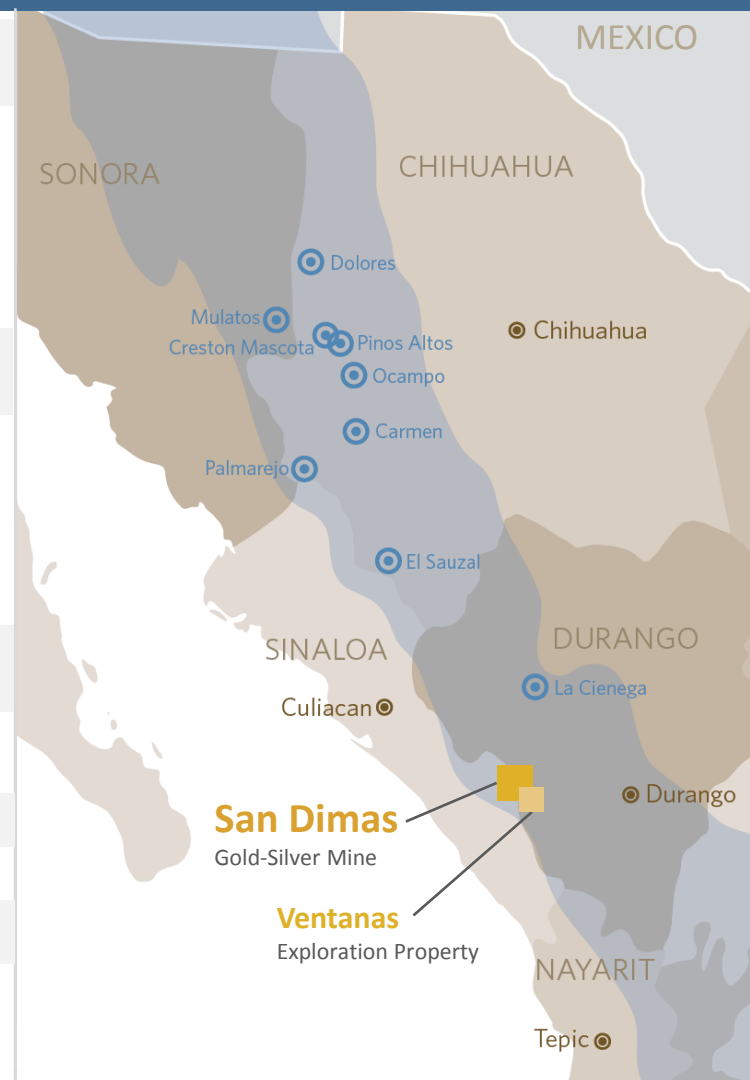 MEXICO
SONORA
CHIHUAHUA
Dolores
Mulatos
Chihuahua
Creston Mascota
Pinos Altos
Ocampo
Carmen
Palmarejo
El Sauzal
SINALOA
DURANGO
La Cienega
Culiacan
Durango
San Dimas
Gold-Silver Mine
Ventanas
Exploration Property
NAYARIT
Tepic